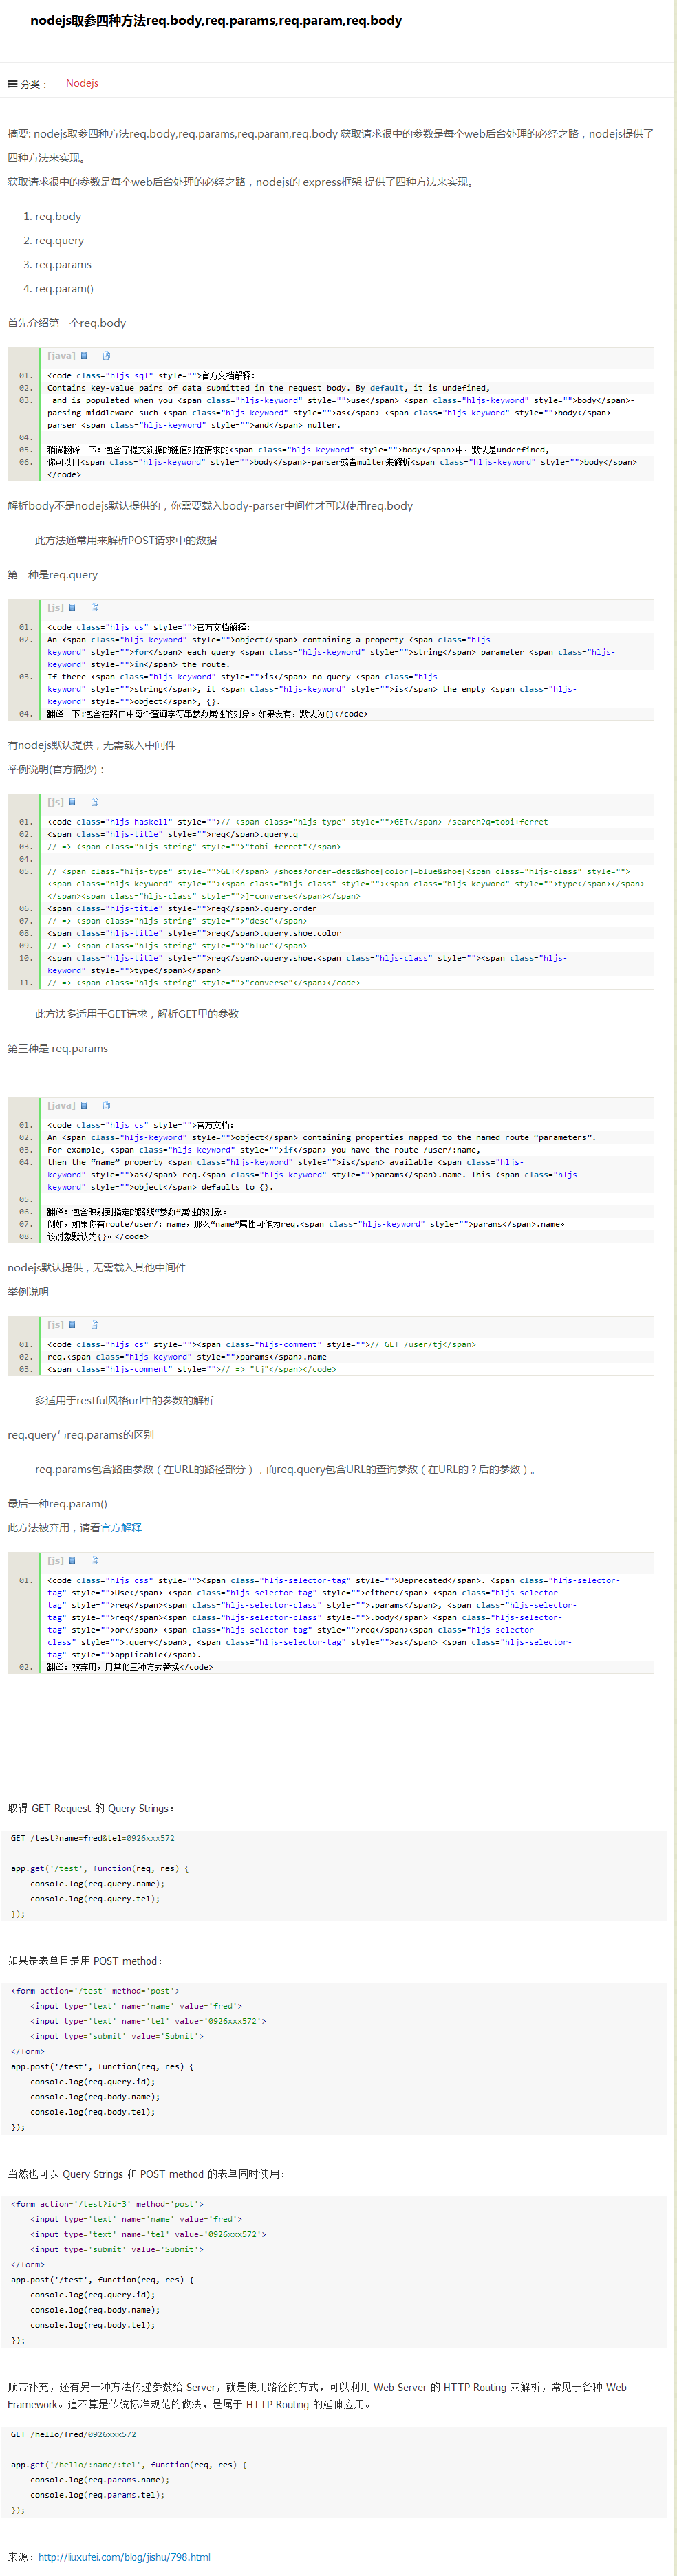 nodejs取参四种方法req.body,req.params,req.param,req.body
分类：
Nodejs
摘要: nodejs取参四种方法req.body,req.params,req.param,req.body 获取请求很中的参数是每个web后台处理的必经之路，nodejs提供了
四种方法来实现。
获取请求很中的参数是每个web后台处理的必经之路，nodejs的 express框架 提供了四种方法来实现。
1. req.body
2. req.query
3. req.params
4. req.param()
首先介绍第一个req.body
[java]
01. <code class="hljs sql" style="">官方文档解释:
02. Contains key-value pairs of data submitted in the request body. By default, it is undefined,
03.  and is populated when you <span class="hljs-keyword" style="">use</span> <span class="hljs-keyword" style="">body</span>-
parsing middleware such <span class="hljs-keyword" style="">as</span> <span class="hljs-keyword" style="">body</span>-
parser <span class="hljs-keyword" style="">and</span> multer.
04.
05. 稍微翻译一下：包含了提交数据的键值对在请求的<span class="hljs-keyword" style="">body</span>中，默认是underfined,
06. 你可以用<span class="hljs-keyword" style="">body</span>-parser或者multer来解析<span class="hljs-keyword" style="">body</span>
</code>
解析body不是nodejs默认提供的，你需要载入body-parser中间件才可以使用req.body
此方法通常用来解析POST请求中的数据
第二种是req.query
[js]
01. <code class="hljs cs" style="">官方文档解释:
02. An <span class="hljs-keyword" style="">object</span> containing a property <span class="hljs-
keyword" style="">for</span> each query <span class="hljs-keyword" style="">string</span> parameter <span class="hljs-
keyword" style="">in</span> the route.
03. If there <span class="hljs-keyword" style="">is</span> no query <span class="hljs-
keyword" style="">string</span>, it <span class="hljs-keyword" style="">is</span> the empty <span class="hljs-
keyword" style="">object</span>, {}.
04. 翻译一下:包含在路由中每个查询字符串参数属性的对象。如果没有，默认为{}</code>
有nodejs默认提供，无需载入中间件
举例说明(官方摘抄)：
[js]
01. <code class="hljs haskell" style="">// <span class="hljs-type" style="">GET</span> /search?q=tobi+ferret
02. <span class="hljs-title" style="">req</span>.query.q
03. // => <span class="hljs-string" style="">"tobi ferret"</span>
04.
05. // <span class="hljs-type" style="">GET</span> /shoes?order=desc&shoe[color]=blue&shoe[<span class="hljs-class" style="">
<span class="hljs-keyword" style=""><span class="hljs-class" style=""><span class="hljs-keyword" style="">type</span></span>
</span><span class="hljs-class" style="">]=converse</span></span>
06. <span class="hljs-title" style="">req</span>.query.order
07. // => <span class="hljs-string" style="">"desc"</span>
08. <span class="hljs-title" style="">req</span>.query.shoe.color
09. // => <span class="hljs-string" style="">"blue"</span>
10. <span class="hljs-title" style="">req</span>.query.shoe.<span class="hljs-class" style=""><span class="hljs-
keyword" style="">type</span></span>
11. // => <span class="hljs-string" style="">"converse"</span></code>
此方法多适用于GET请求，解析GET里的参数
第三种是 req.params
[java]
01. <code class="hljs cs" style="">官方文档:
02. An <span class="hljs-keyword" style="">object</span> containing properties mapped to the named route “parameters”.
03. For example, <span class="hljs-keyword" style="">if</span> you have the route /user/:name,
04. then the “name” property <span class="hljs-keyword" style="">is</span> available <span class="hljs-
keyword" style="">as</span> req.<span class="hljs-keyword" style="">params</span>.name. This <span class="hljs-
keyword" style="">object</span> defaults to {}.
05.
06. 翻译：包含映射到指定的路线“参数”属性的对象。
07. 例如，如果你有route/user/：name，那么“name”属性可作为req.<span class="hljs-keyword" style="">params</span>.name。
08. 该对象默认为{}。</code>
nodejs默认提供，无需载入其他中间件
举例说明
[js]
01. <code class="hljs cs" style=""><span class="hljs-comment" style="">// GET /user/tj</span>
02. req.<span class="hljs-keyword" style="">params</span>.name
03. <span class="hljs-comment" style="">// => "tj"</span></code>
多适用于restful风格url中的参数的解析
req.query与req.params的区别
req.params包含路由参数（在URL的路径部分），而req.query包含URL的查询参数（在URL的？后的参数）。
最后一种req.param()
此方法被弃用，请看官方解释
[js]
01. <code class="hljs css" style=""><span class="hljs-selector-tag" style="">Deprecated</span>. <span class="hljs-selector-
tag" style="">Use</span> <span class="hljs-selector-tag" style="">either</span> <span class="hljs-selector-
tag" style="">req</span><span class="hljs-selector-class" style="">.params</span>, <span class="hljs-selector-
tag" style="">req</span><span class="hljs-selector-class" style="">.body</span> <span class="hljs-selector-
tag" style="">or</span> <span class="hljs-selector-tag" style="">req</span><span class="hljs-selector-
class" style="">.query</span>, <span class="hljs-selector-tag" style="">as</span> <span class="hljs-selector-
tag" style="">applicable</span>.
02. 翻译：被弃用，用其他三种方式替换</code>
取得 GET Request 的 Query Strings：
GET /test?name=fred&tel=0926xxx572
app.get('/test', function(req, res) {
    console.log(req.query.name);
    console.log(req.query.tel);
});
如果是表单且是用 POST method：
<form action='/test' method='post'>
    <input type='text' name='name' value='fred'>
    <input type='text' name='tel' value='0926xxx572'>
    <input type='submit' value='Submit'>
</form>
app.post('/test', function(req, res) {
    console.log(req.query.id);
    console.log(req.body.name);
    console.log(req.body.tel);
});
当然也可以 Query Strings 和 POST method 的表单同时使用：
<form action='/test?id=3' method='post'>
    <input type='text' name='name' value='fred'>
    <input type='text' name='tel' value='0926xxx572'>
    <input type='submit' value='Submit'>
</form>
app.post('/test', function(req, res) {
    console.log(req.query.id);
    console.log(req.body.name);
    console.log(req.body.tel);
});
顺带补充，还有另一种方法传递参数给 Server，就是使用路径的方式，可以利用 Web Server 的 HTTP Routing 来解析，常见于各种 Web
Framework。這不算是传统标准规范的做法，是属于 HTTP Routing 的延伸应用。
GET /hello/fred/0926xxx572
app.get('/hello/:name/:tel', function(req, res) {
    console.log(req.params.name);
    console.log(req.params.tel);
});
来源：http://liuxufei.com/blog/jishu/798.html